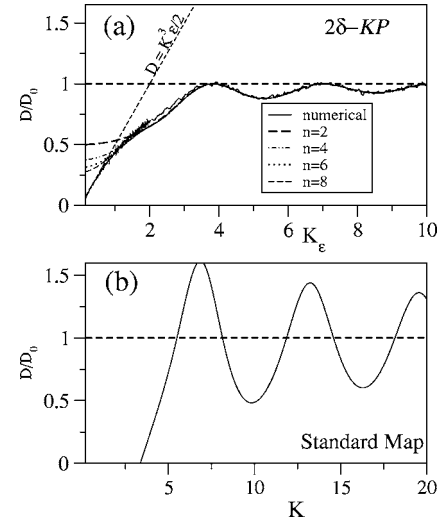 (a)
2δ–KP
D = K³ε/2
D/D₀
1.5
1
0.5
0
numerical
n=2
n=4
n=6
n=8
2
4
6
8
10
Kε
(b)
D/D₀
1.5
1
0.5
0
Standard Map
5
10
15
20
K